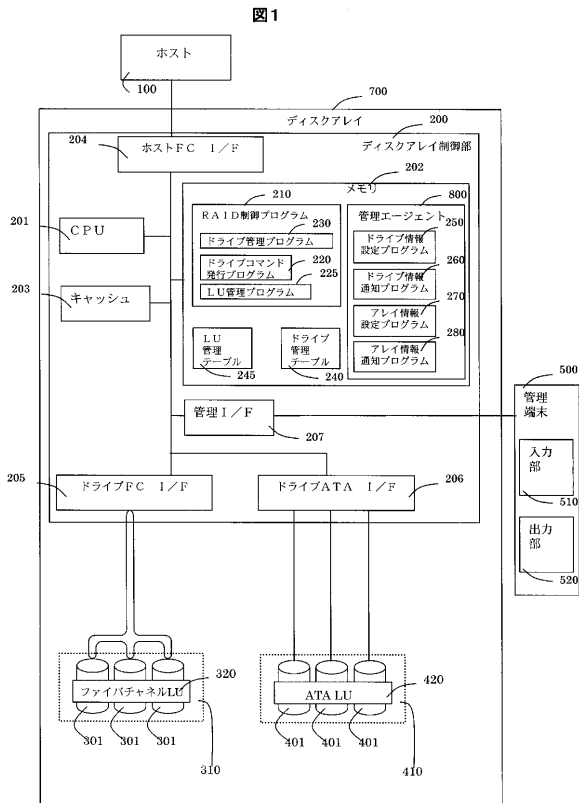 図1
ホスト
100
700
ディスクアレイ
200
ディスクアレイ制御部
204
ホストFC I/F
202
メモリ
201
CPU
203
キャッシュ
210
RAID制御プログラム
230
ドライブ管理プログラム
220
ドライブコマンド
発行プログラム
225
LU管理プログラム
800
管理エージェント
250
ドライブ情報
設定プログラム
260
ドライブ情報
通知プログラム
270
アレイ情報
設定プログラム
280
アレイ情報
通知プログラム
LU
管理
テーブル
245
ドライブ
管理
テーブル
240
管理I/F
207
500
管理
端末
入力
部
510
出力
部
520
205
ドライブFC I/F
ドライブATA I/F
206
ファイバチャネルLU
320
301
301
301
310
ATA LU
420
401
401
401
410